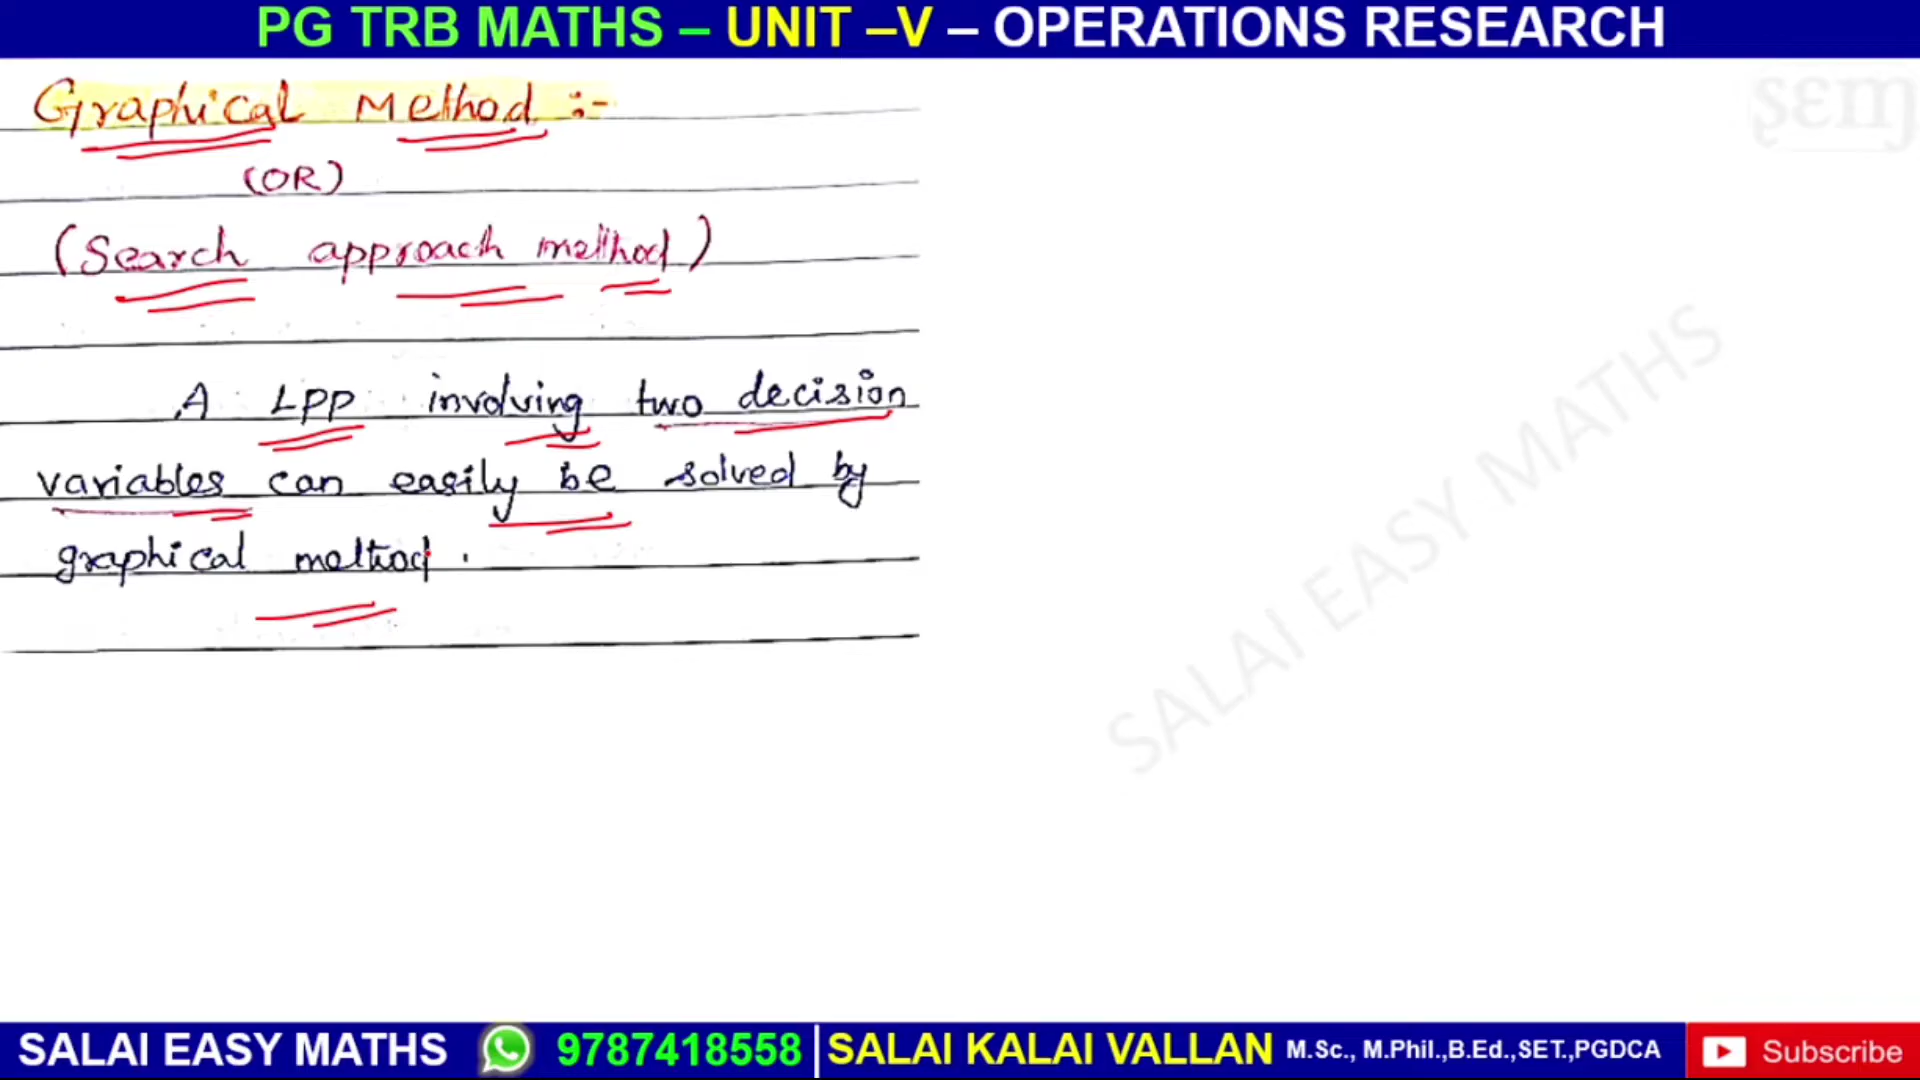 PG TRB MATHS – UNIT –V – OPERATIONS RESEARCH
Graphical Method :-
(OR)
(Search approach method)
A LPP involving two decision
variables can easily be solved by
graphical method.
sεm
SALAI EASY MATHS
SALAI EASY MATHS 9787418558 | SALAI KALAI VALLAN M.Sc., M.Phil.,B.Ed.,SET.,PGDCA Subscribe